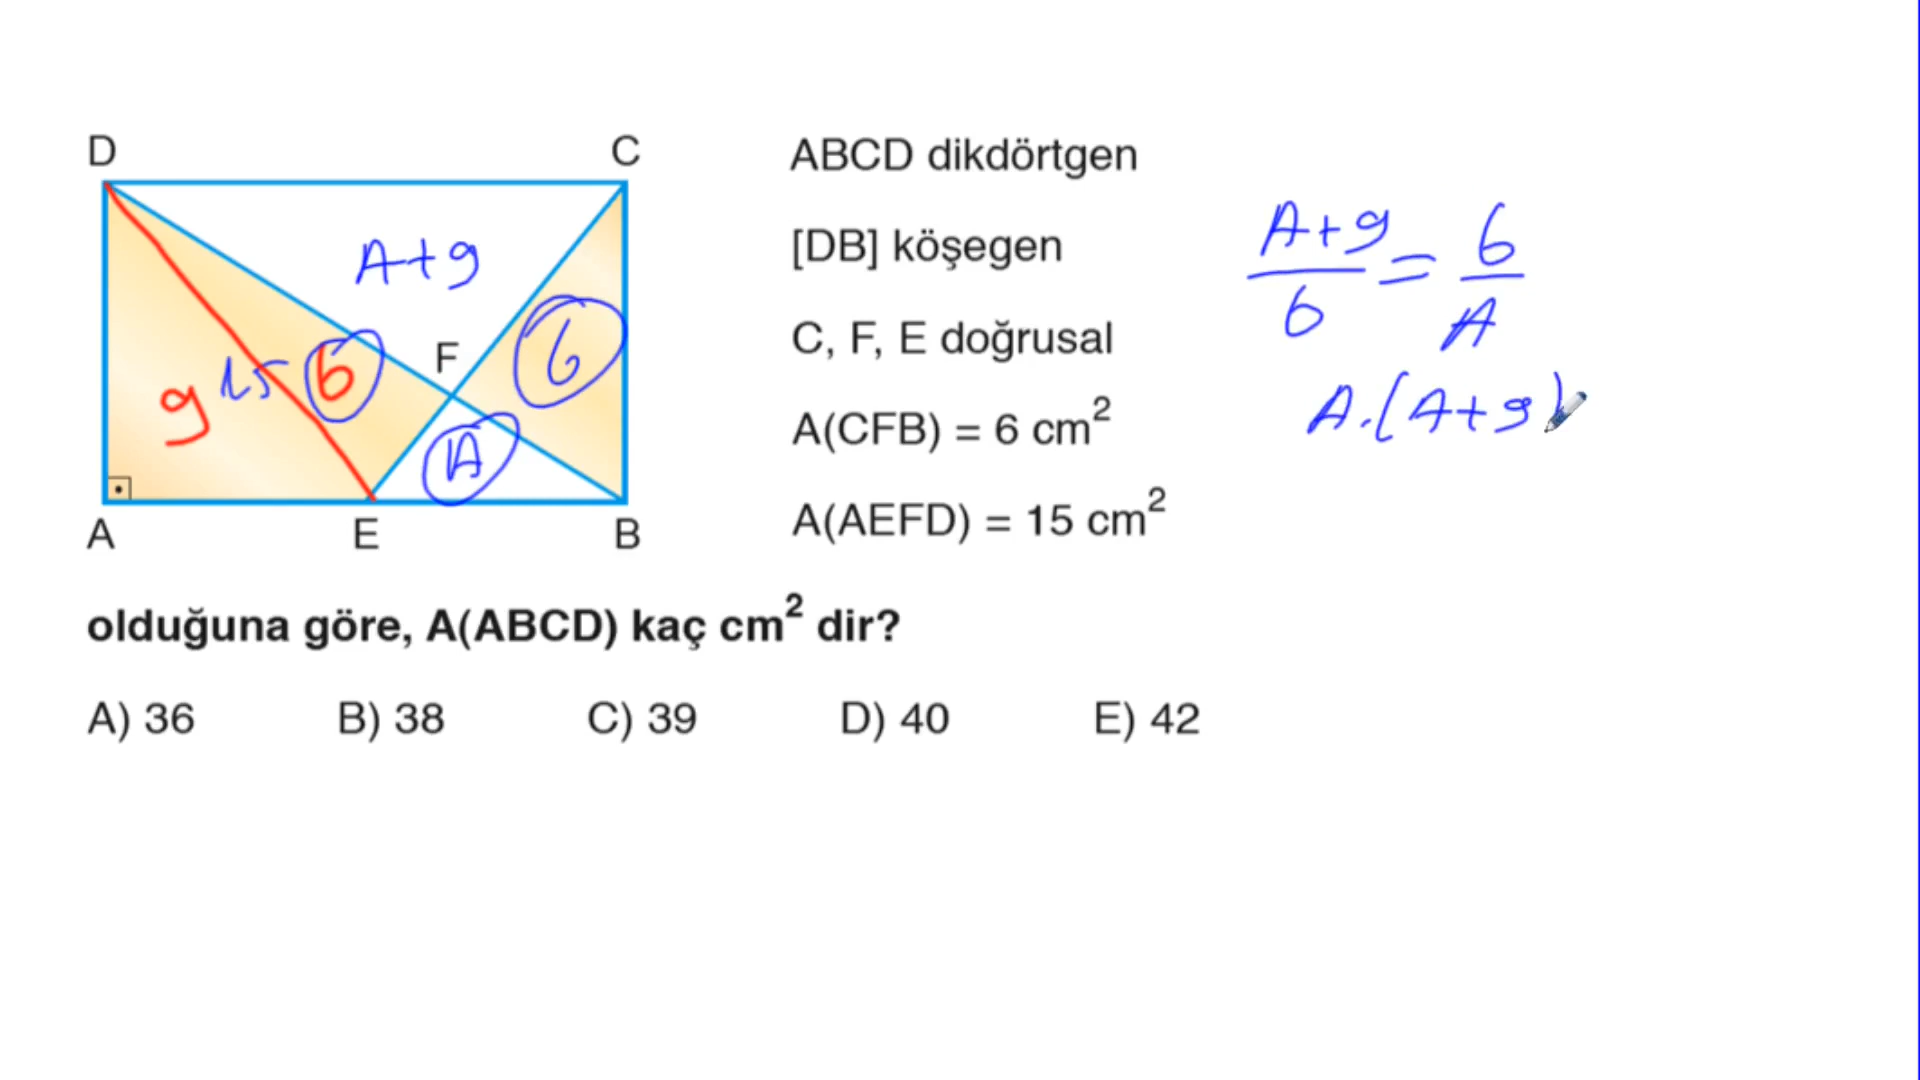 D C
ABCD dikdörtgen
[DB] köşegen
C, F, E doğrusal
A(CFB) = 6 cm²
A(AEFD) = 15 cm²
A+9
F
6
9 15 6
A
A E B
A+9/6 = 6/A
A.(A+9)
olduğuna göre, A(ABCD) kaç cm² dir?
A) 36 B) 38 C) 39 D) 40 E) 42